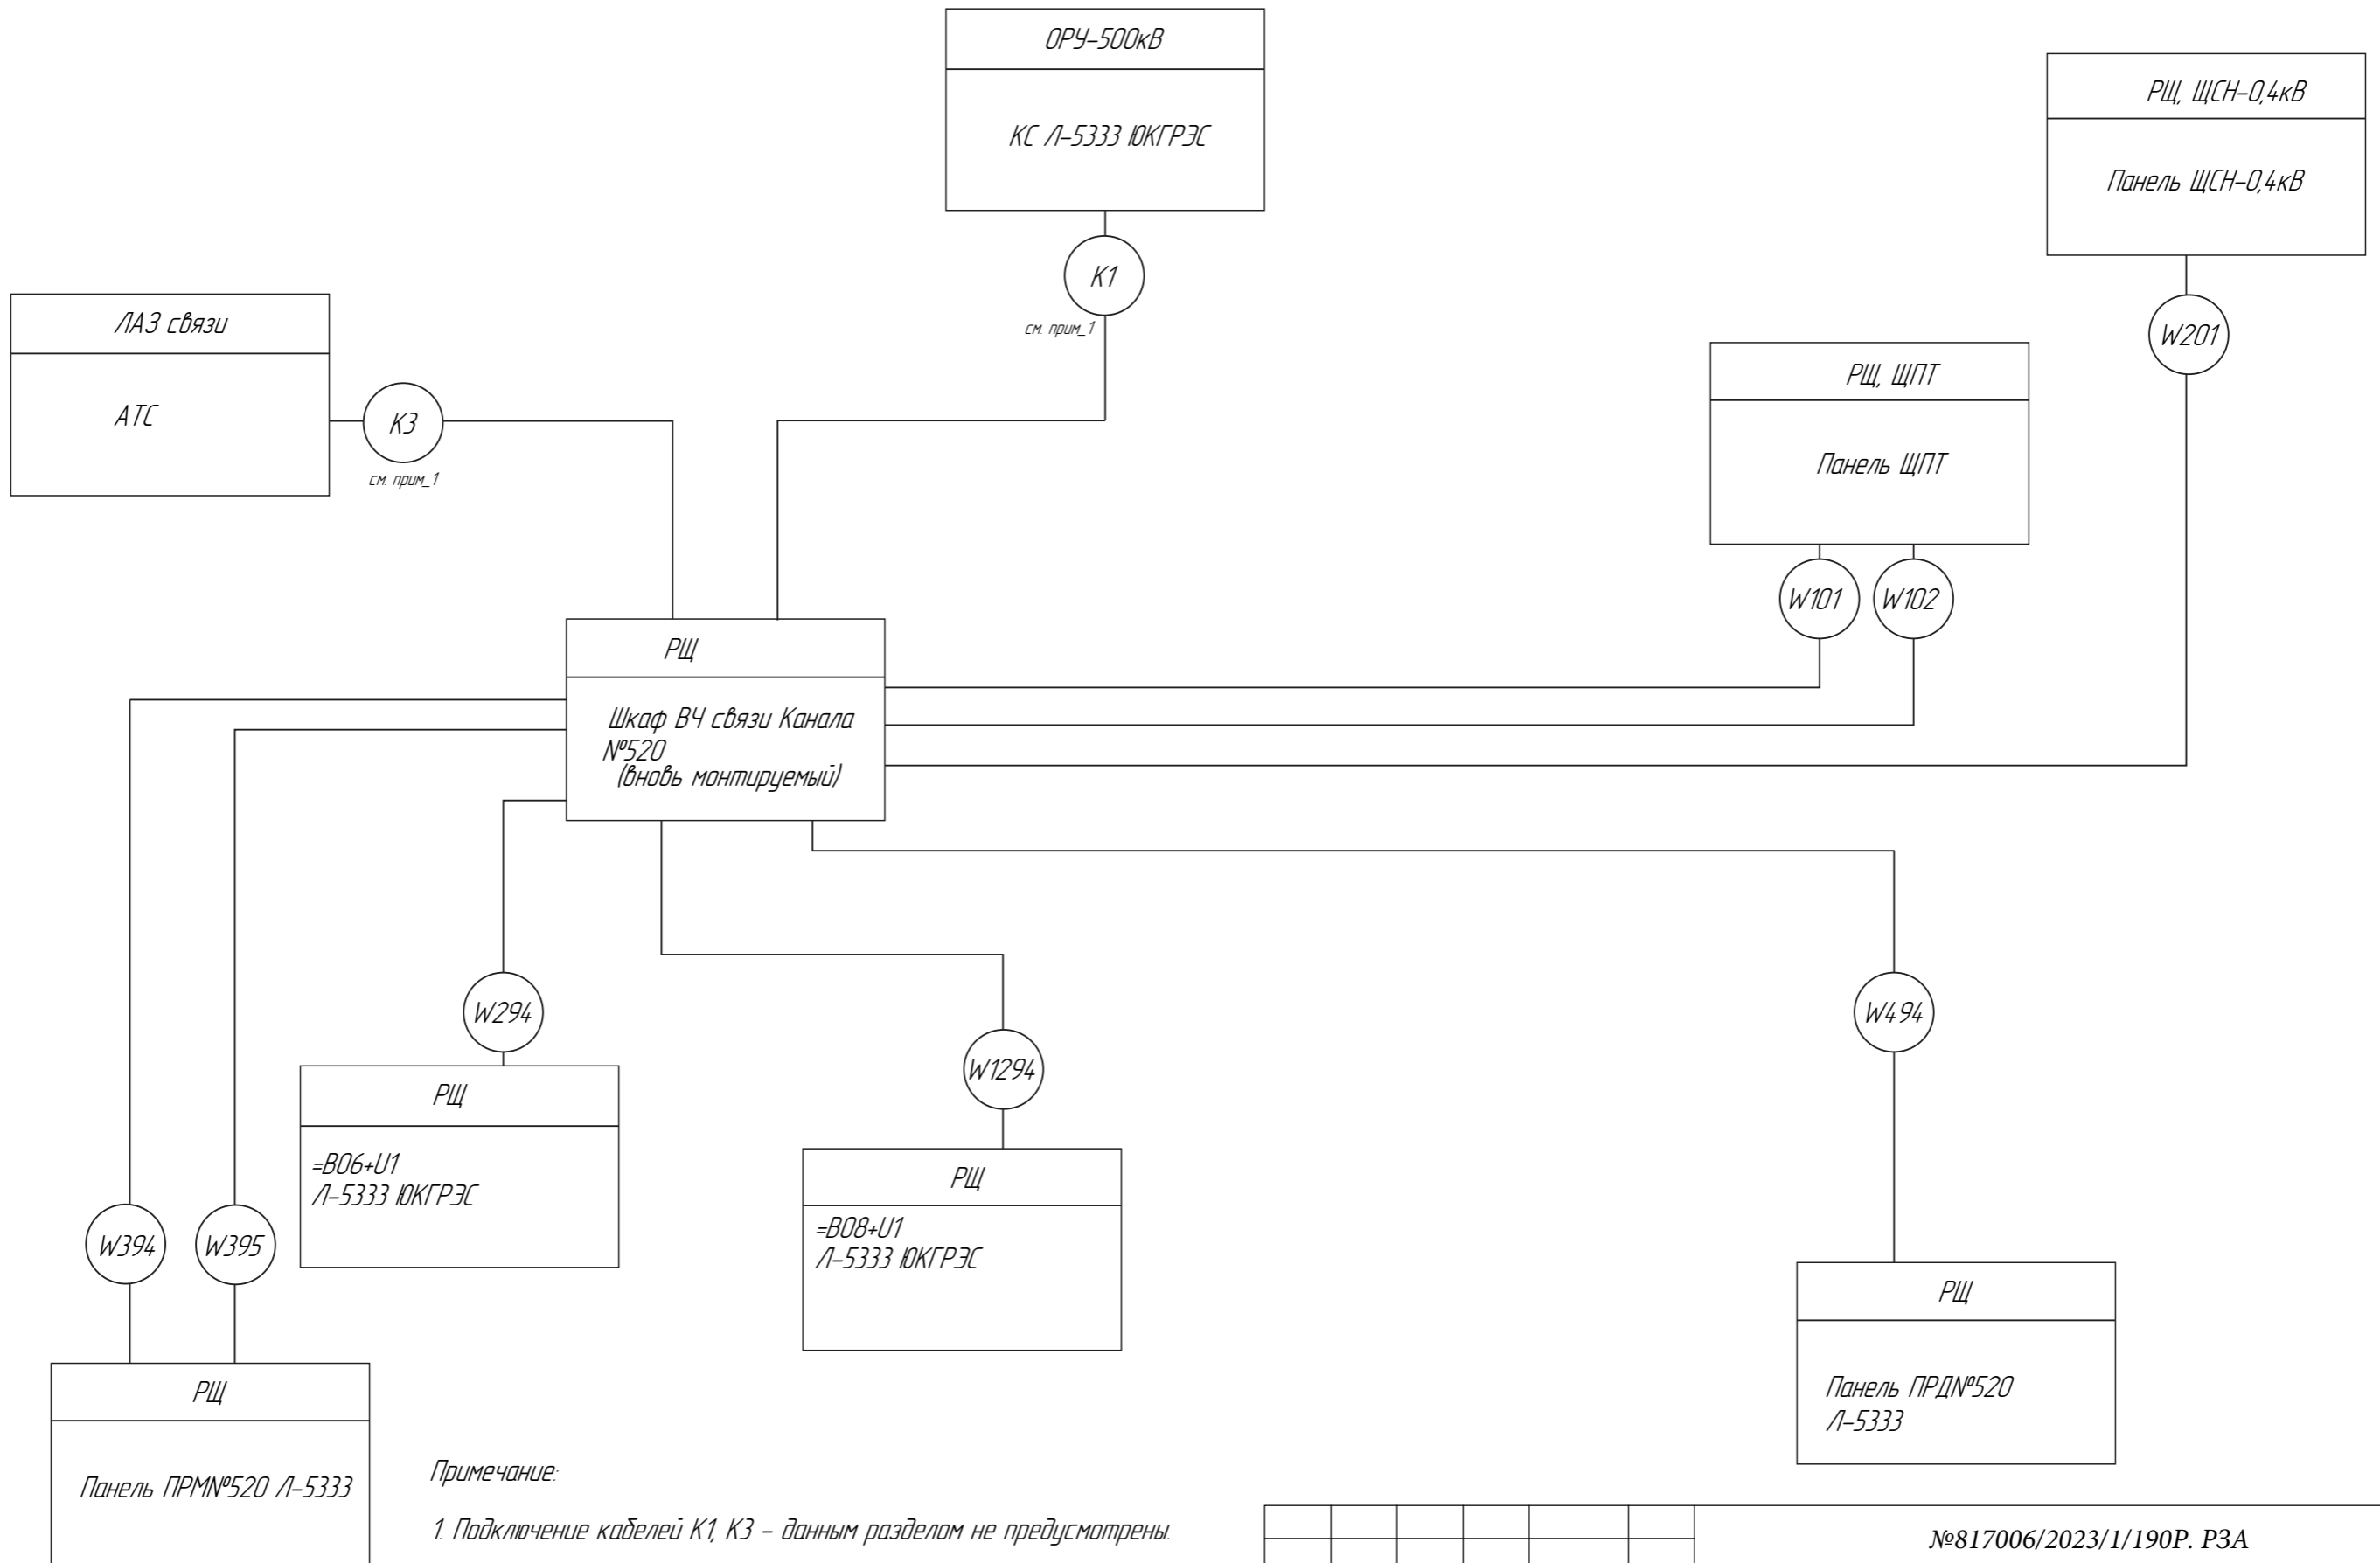 ОРУ-500кВ
КС Л-5333 ЮКГРЭС
К1
см. прим_1
РЩ, ЩСН-0,4кВ
Панель ЩСН-0,4кВ
W201
ЛАЗ связи
АТС
К3
см. прим_1
РЩ, ЩПТ
Панель ЩПТ
W101
W102
РЩ
Шкаф ВЧ связи Канала
№520
(вновь монтируемый)
W294
W1294
W494
РЩ
=B06+U1
Л-5333 ЮКГРЭС
РЩ
=B08+U1
Л-5333 ЮКГРЭС
W394
W395
РЩ
Панель ПРД№520
Л-5333
РЩ
Панель ПРМ№520 Л-5333
Примечание:
1. Подключение кабелей К1, К3 – данным разделом не предусмотрены.
№817006/2023/1/190Р. РЗА